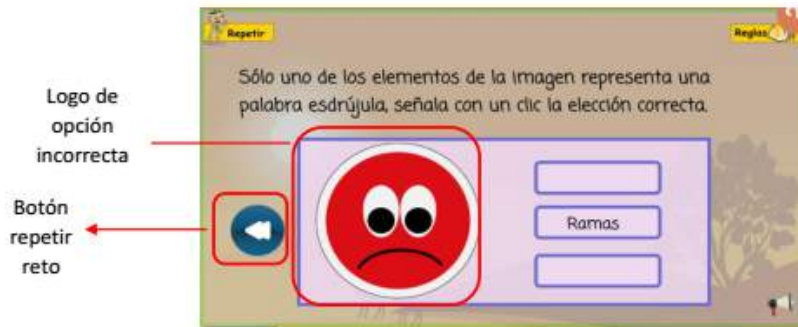 Repetir
Reglas
Sólo uno de los elementos de la imagen representa una
palabra esdrújula, señala con un clic la elección correcta.
Logo de
opción
incorrecta
Botón
repetir
reto
Ramas